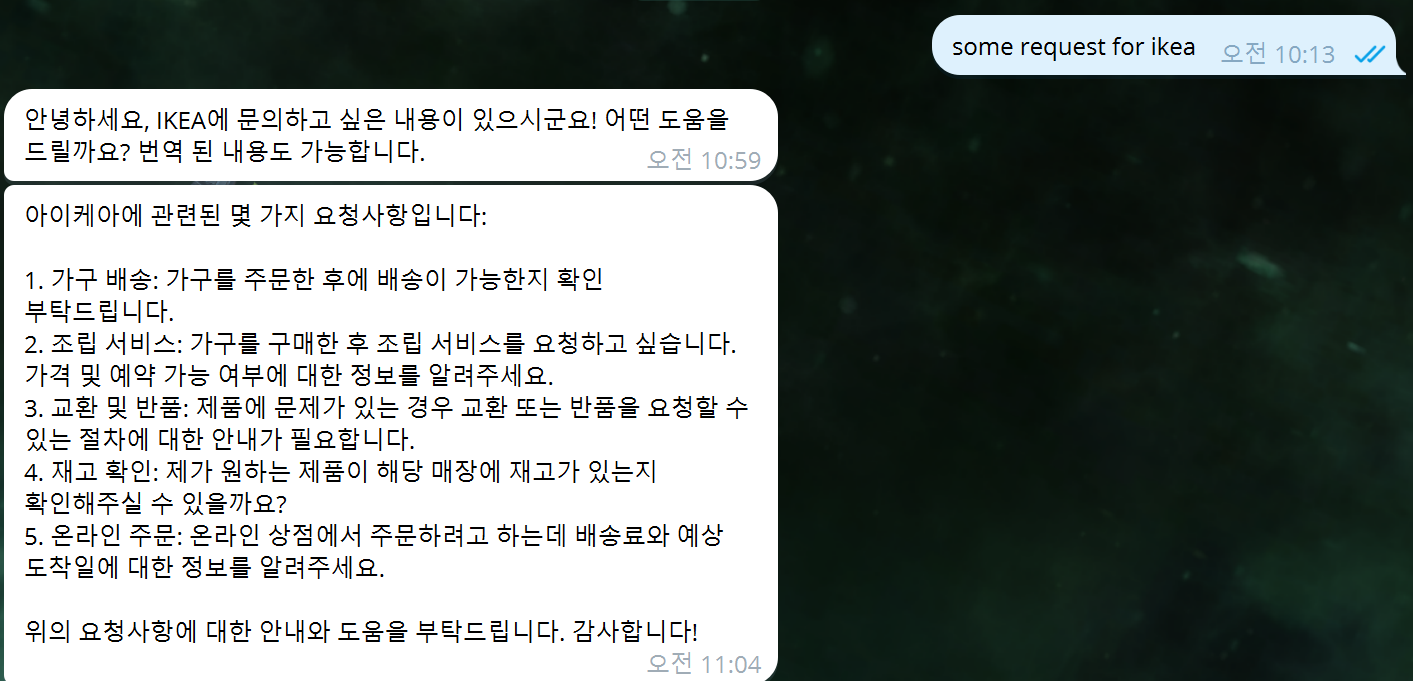 some request for ikea 오전 10:13
안녕하세요, IKEA에 문의하고 싶은 내용이 있으시군요! 어떤 도움을
드릴까요? 번역 된 내용도 가능합니다.
오전 10:59
아이케아에 관련된 몇 가지 요청사항입니다:
1. 가구 배송: 가구를 주문한 후에 배송이 가능한지 확인
부탁드립니다.
2. 조립 서비스: 가구를 구매한 후 조립 서비스를 요청하고 싶습니다.
가격 및 예약 가능 여부에 대한 정보를 알려주세요.
3. 교환 및 반품: 제품에 문제가 있는 경우 교환 또는 반품을 요청할 수
있는 절차에 대한 안내가 필요합니다.
4. 재고 확인: 제가 원하는 제품이 해당 매장에 재고가 있는지
확인해주실 수 있을까요?
5. 온라인 주문: 온라인 상점에서 주문하려고 하는데 배송료와 예상
도착일에 대한 정보를 알려주세요.
위의 요청사항에 대한 안내와 도움을 부탁드립니다. 감사합니다!
오전 11:04